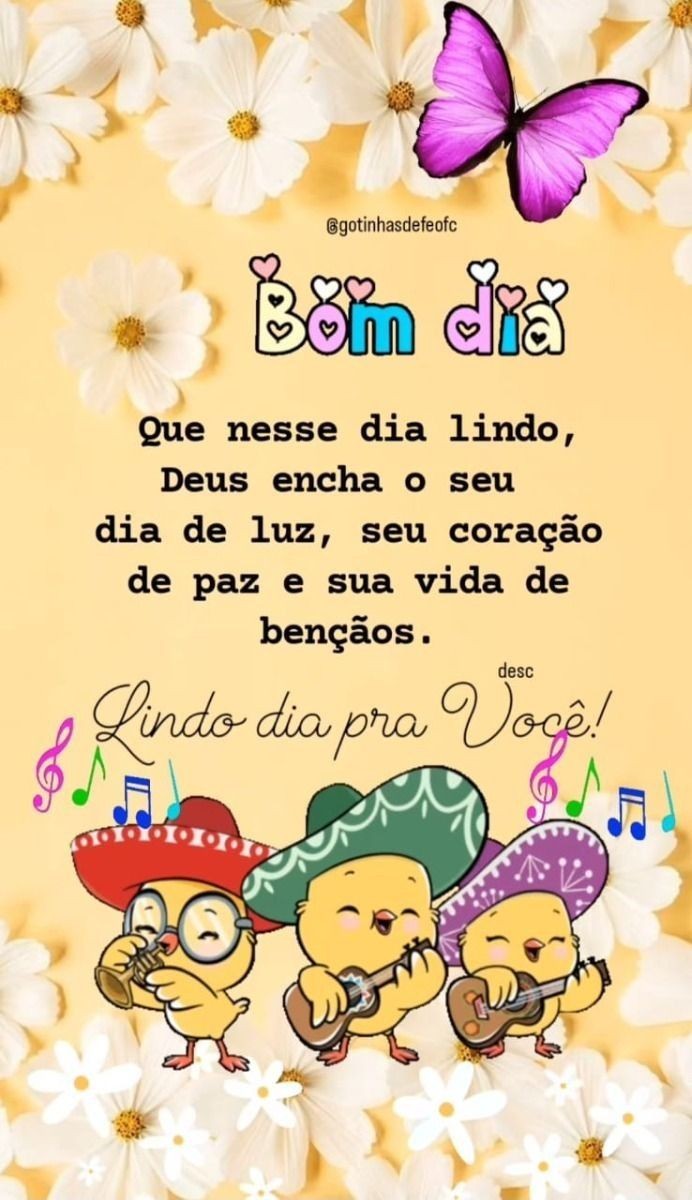 @gotinhasdefeofc
Bom dia
Que nesse dia lindo,
Deus encha o seu
dia de luz, seu coração
de paz e sua vida de
bençãos.
desc
Lindo dia pra Você!